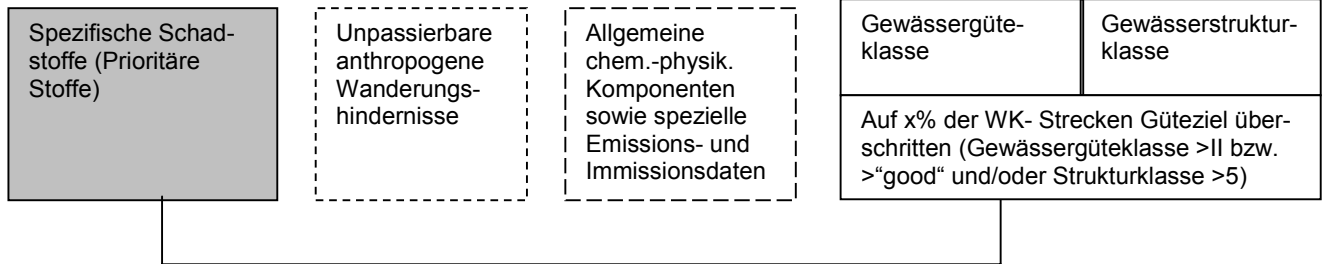 Spezifische Schad-
stoffe (Prioritäre
Stoffe)
Unpassierbare
anthropogene
Wanderungs-
hindernisse
Allgemeine
chem.-physik.
Komponenten
sowie spezielle
Emissions- und
Immissionsdaten
Gewässergüte-
klasse
Gewässerstruktur-
klasse
Auf x% der WK- Strecken Güteziel über-
schritten (Gewässergüteklasse >II bzw.
>“good“ und/oder Strukturklasse >5)